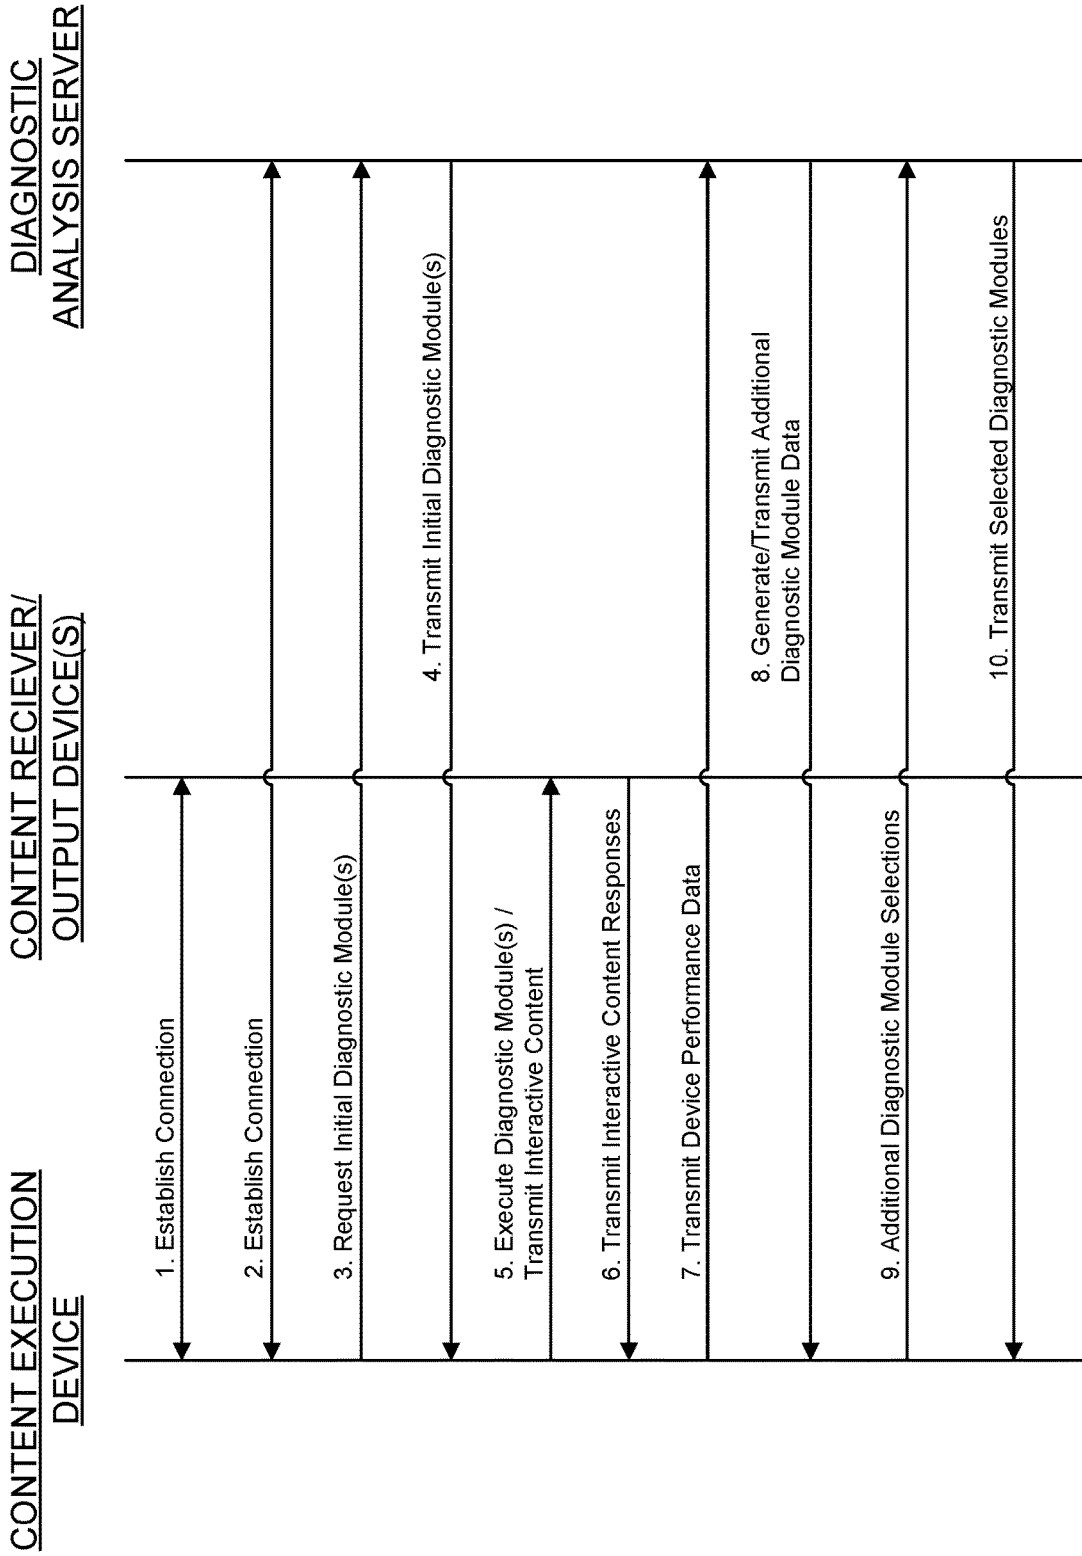 CONTENT EXECUTION
DEVICE
CONTENT RECIEVER/
OUTPUT DEVICE(S)
DIAGNOSTIC
ANALYSIS SERVER
1. Establish Connection
2. Establish Connection
3. Request Initial Diagnostic Module(s)
4. Transmit Initial Diagnostic Module(s)
5. Execute Diagnostic Module(s) /
Transmit Interactive Content
6. Transmit Interactive Content Responses
7. Transmit Device Performance Data
8. Generate/Transmit Additional
Diagnostic Module Data
9. Additional Diagnostic Module Selections
10. Transmit Selected Diagnostic Modules